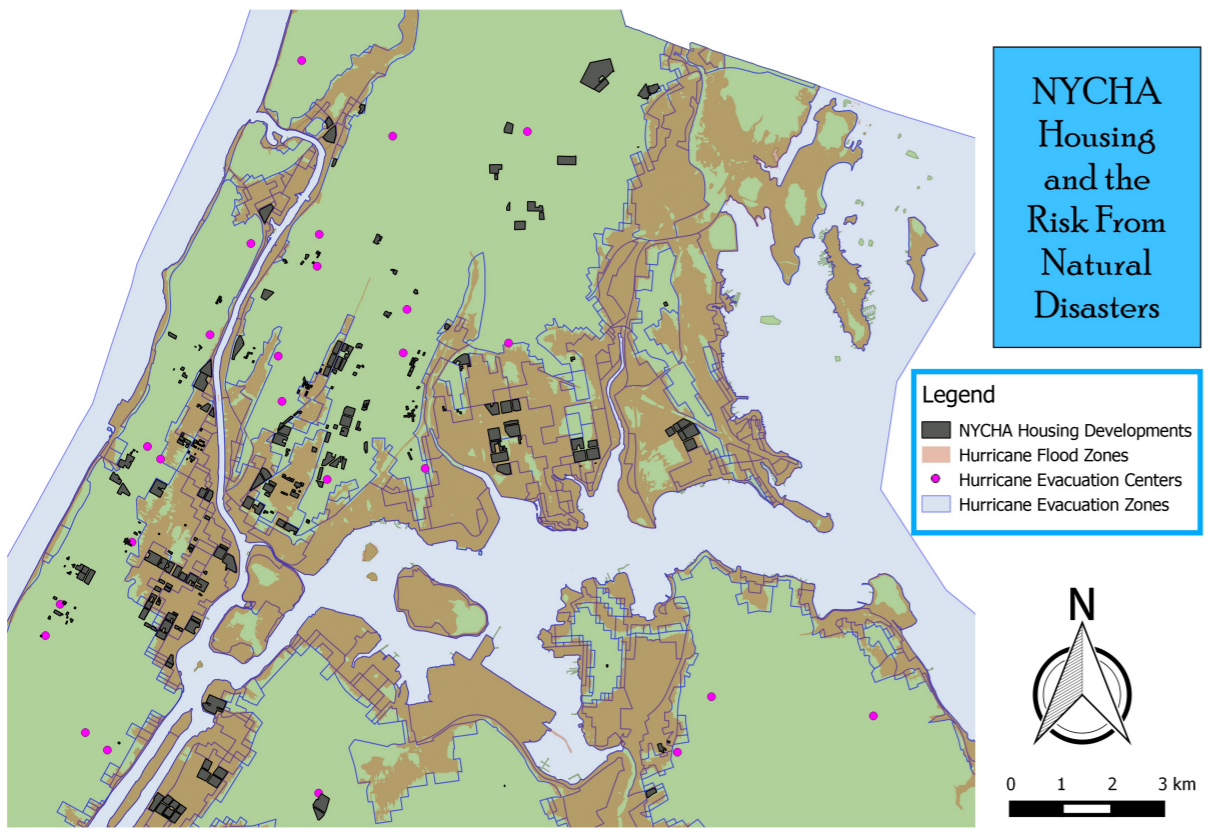 NYCHA
Housing
and the
Risk From
Natural
Disasters
Legend
NYCHA Housing Developments
Hurricane Flood Zones
Hurricane Evacuation Centers
Hurricane Evacuation Zones
N
0 1 2 3 km